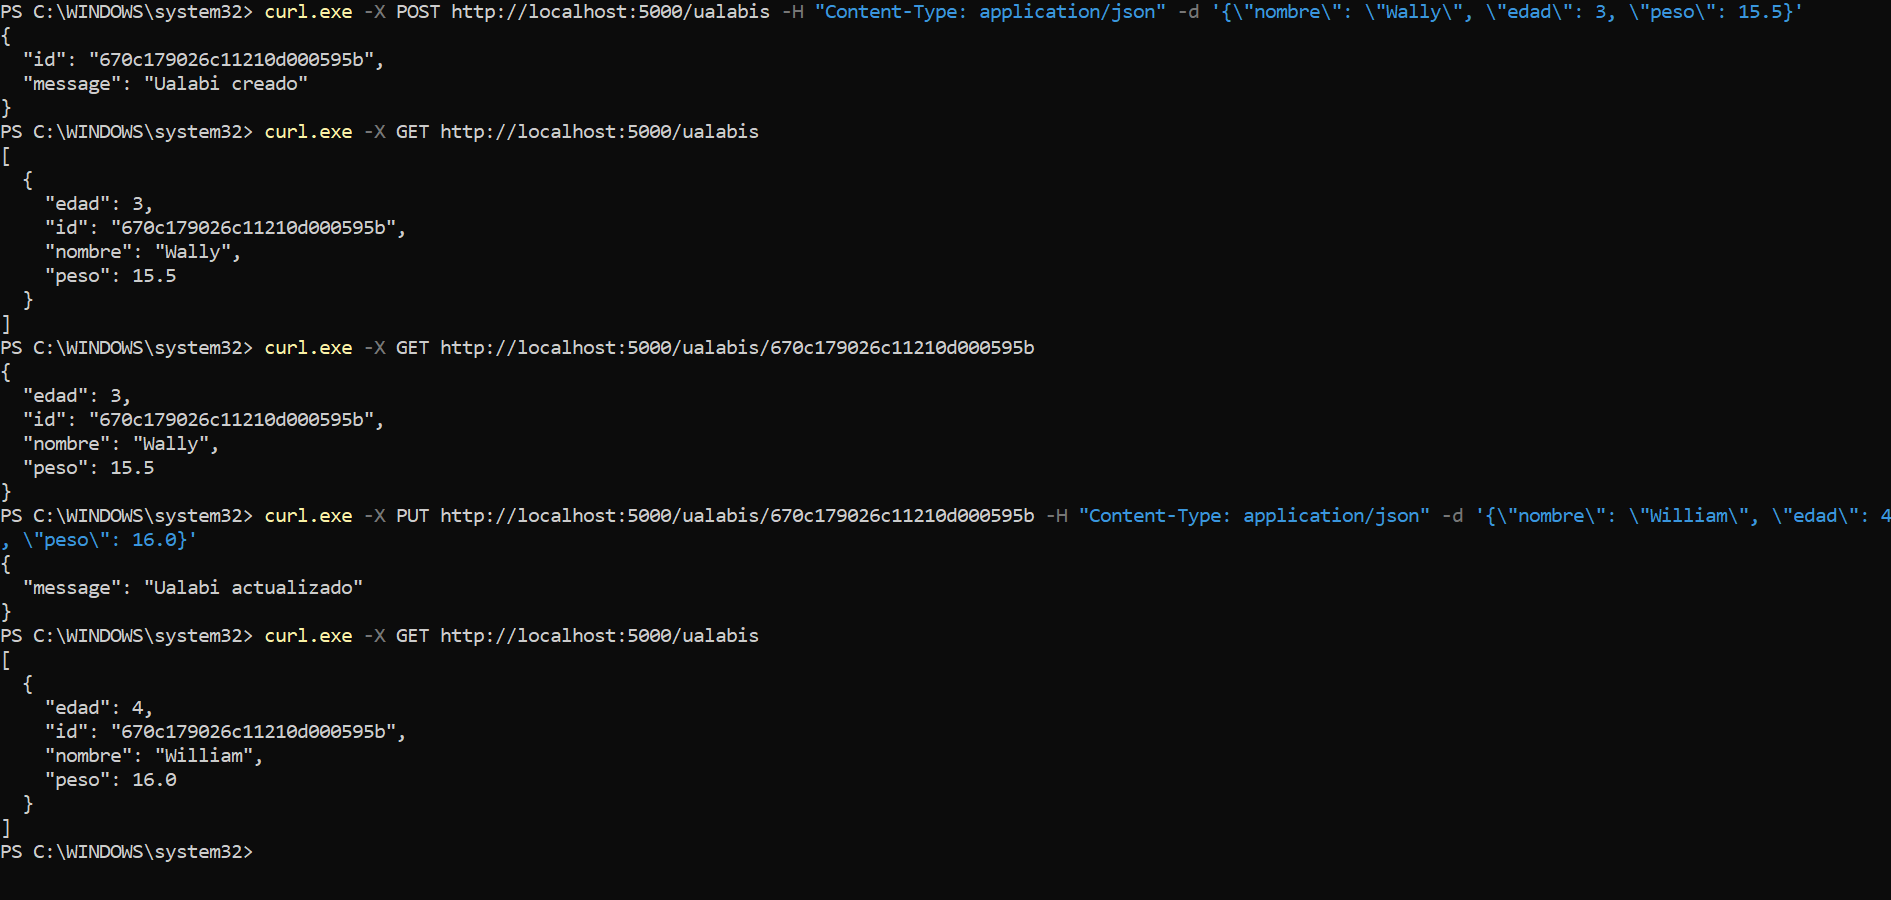 PS C:\WINDOWS\system32> curl.exe -X POST http://localhost:5000/ualabis -H "Content-Type: application/json" -d '{\"nombre\": \"Wally\", \"edad\": 3, \"peso\": 15.5}'
{
  "id": "670c179026c11210d000595b",
  "message": "Ualabi creado"
}
PS C:\WINDOWS\system32> curl.exe -X GET http://localhost:5000/ualabis
[
  {
    "edad": 3,
    "id": "670c179026c11210d000595b",
    "nombre": "Wally",
    "peso": 15.5
  }
]
PS C:\WINDOWS\system32> curl.exe -X GET http://localhost:5000/ualabis/670c179026c11210d000595b
{
  "edad": 3,
  "id": "670c179026c11210d000595b",
  "nombre": "Wally",
  "peso": 15.5
}
PS C:\WINDOWS\system32> curl.exe -X PUT http://localhost:5000/ualabis/670c179026c11210d000595b -H "Content-Type: application/json" -d '{\"nombre\": \"William\", \"edad\": 4
, \"peso\": 16.0}'
{
  "message": "Ualabi actualizado"
}
PS C:\WINDOWS\system32> curl.exe -X GET http://localhost:5000/ualabis
[
  {
    "edad": 4,
    "id": "670c179026c11210d000595b",
    "nombre": "William",
    "peso": 16.0
  }
]
PS C:\WINDOWS\system32>